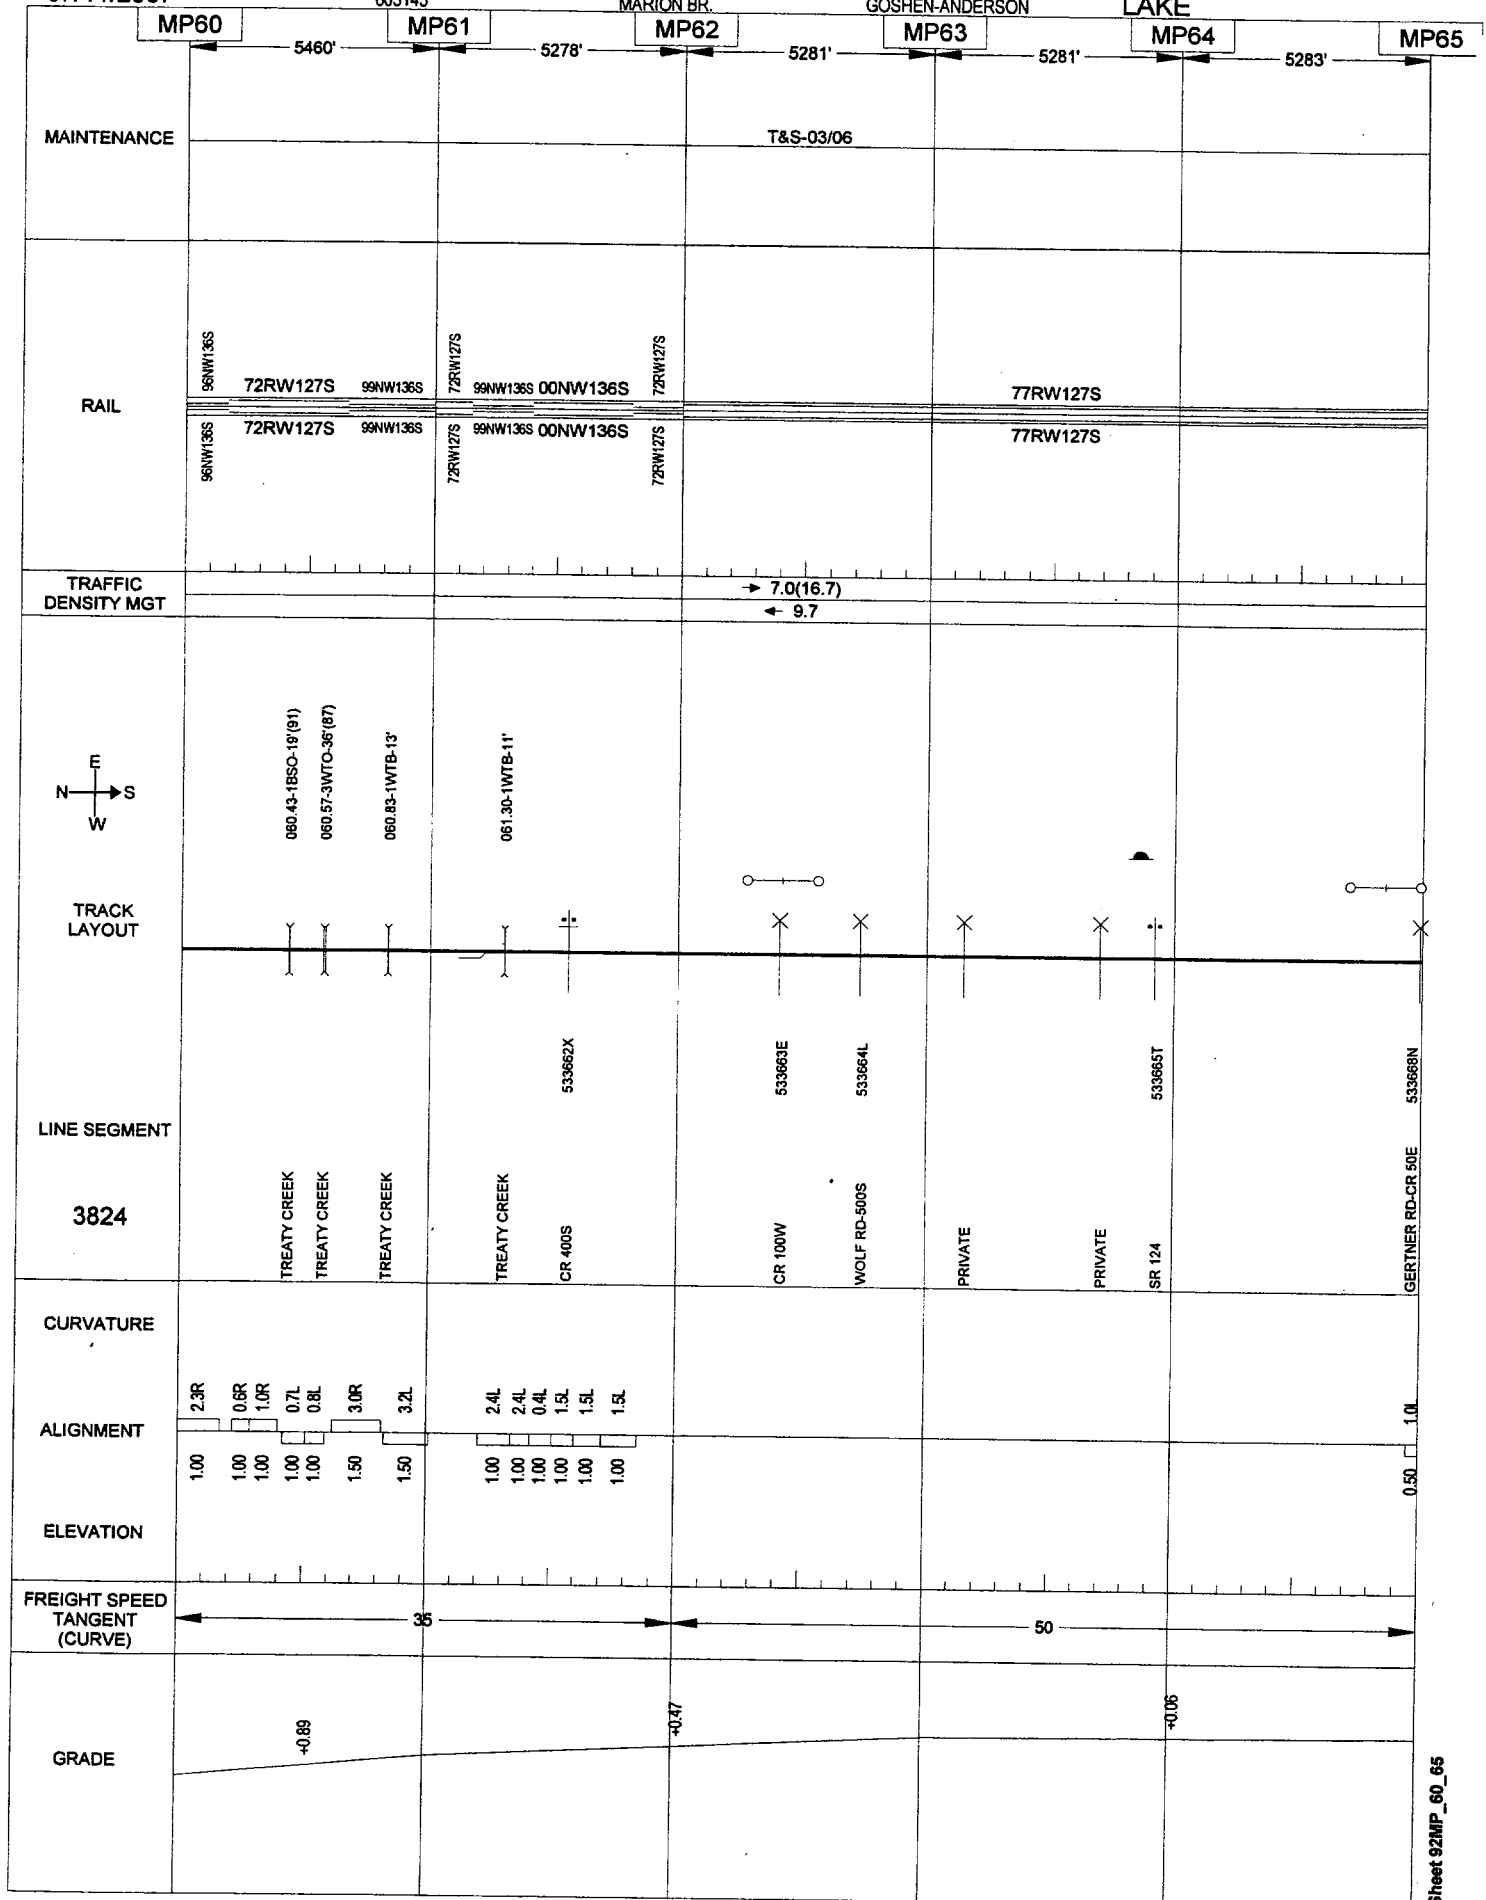 MARION BR.
GOSHEN-ANDERSON
LAKE
MP60 MP61 MP62 MP63 MP64 MP65
5460' 5278' 5281' 5281' 5283'
MAINTENANCE
T&S-03/06
96NW136S 72RW127S 99NW136S 72RW127S 99NW136S 00NW136S 72RW127S 77RW127S
RAIL
96NW136S 72RW127S 99NW136S 72RW127S 99NW136S 00NW136S 72RW127S 77RW127S
TRAFFIC
DENSITY MGT
7.0(16.7)
9.7
E
N S
W
060.43-1BSO-19'(91)
060.57-3WTO-36'(87)
060.83-1WTB-13'
061.30-1WTB-11'
TRACK
LAYOUT
533662X
533663E
533664L
533665T
533668N
LINE SEGMENT
3824
TREATY CREEK
TREATY CREEK
TREATY CREEK
TREATY CREEK
CR 400S
CR 100W
WOLF RD-500S
PRIVATE
PRIVATE
SR 124
GERTNER RD-CR 50E
CURVATURE
2.3R 0.6R 1.0R 0.7L 0.8L 3.0R 3.2L 2.4L 2.4L 0.4L 1.5L 1.5L 1.5L 1.0L
ALIGNMENT
1.00 1.00 1.00 1.00 1.00 1.50 1.50 1.00 1.00 1.00 1.00 1.00 1.00 0.50
ELEVATION
FREIGHT SPEED
TANGENT
(CURVE)
35 50
GRADE
+0.89 +0.47 +0.06
Sheet 92MP_60_65